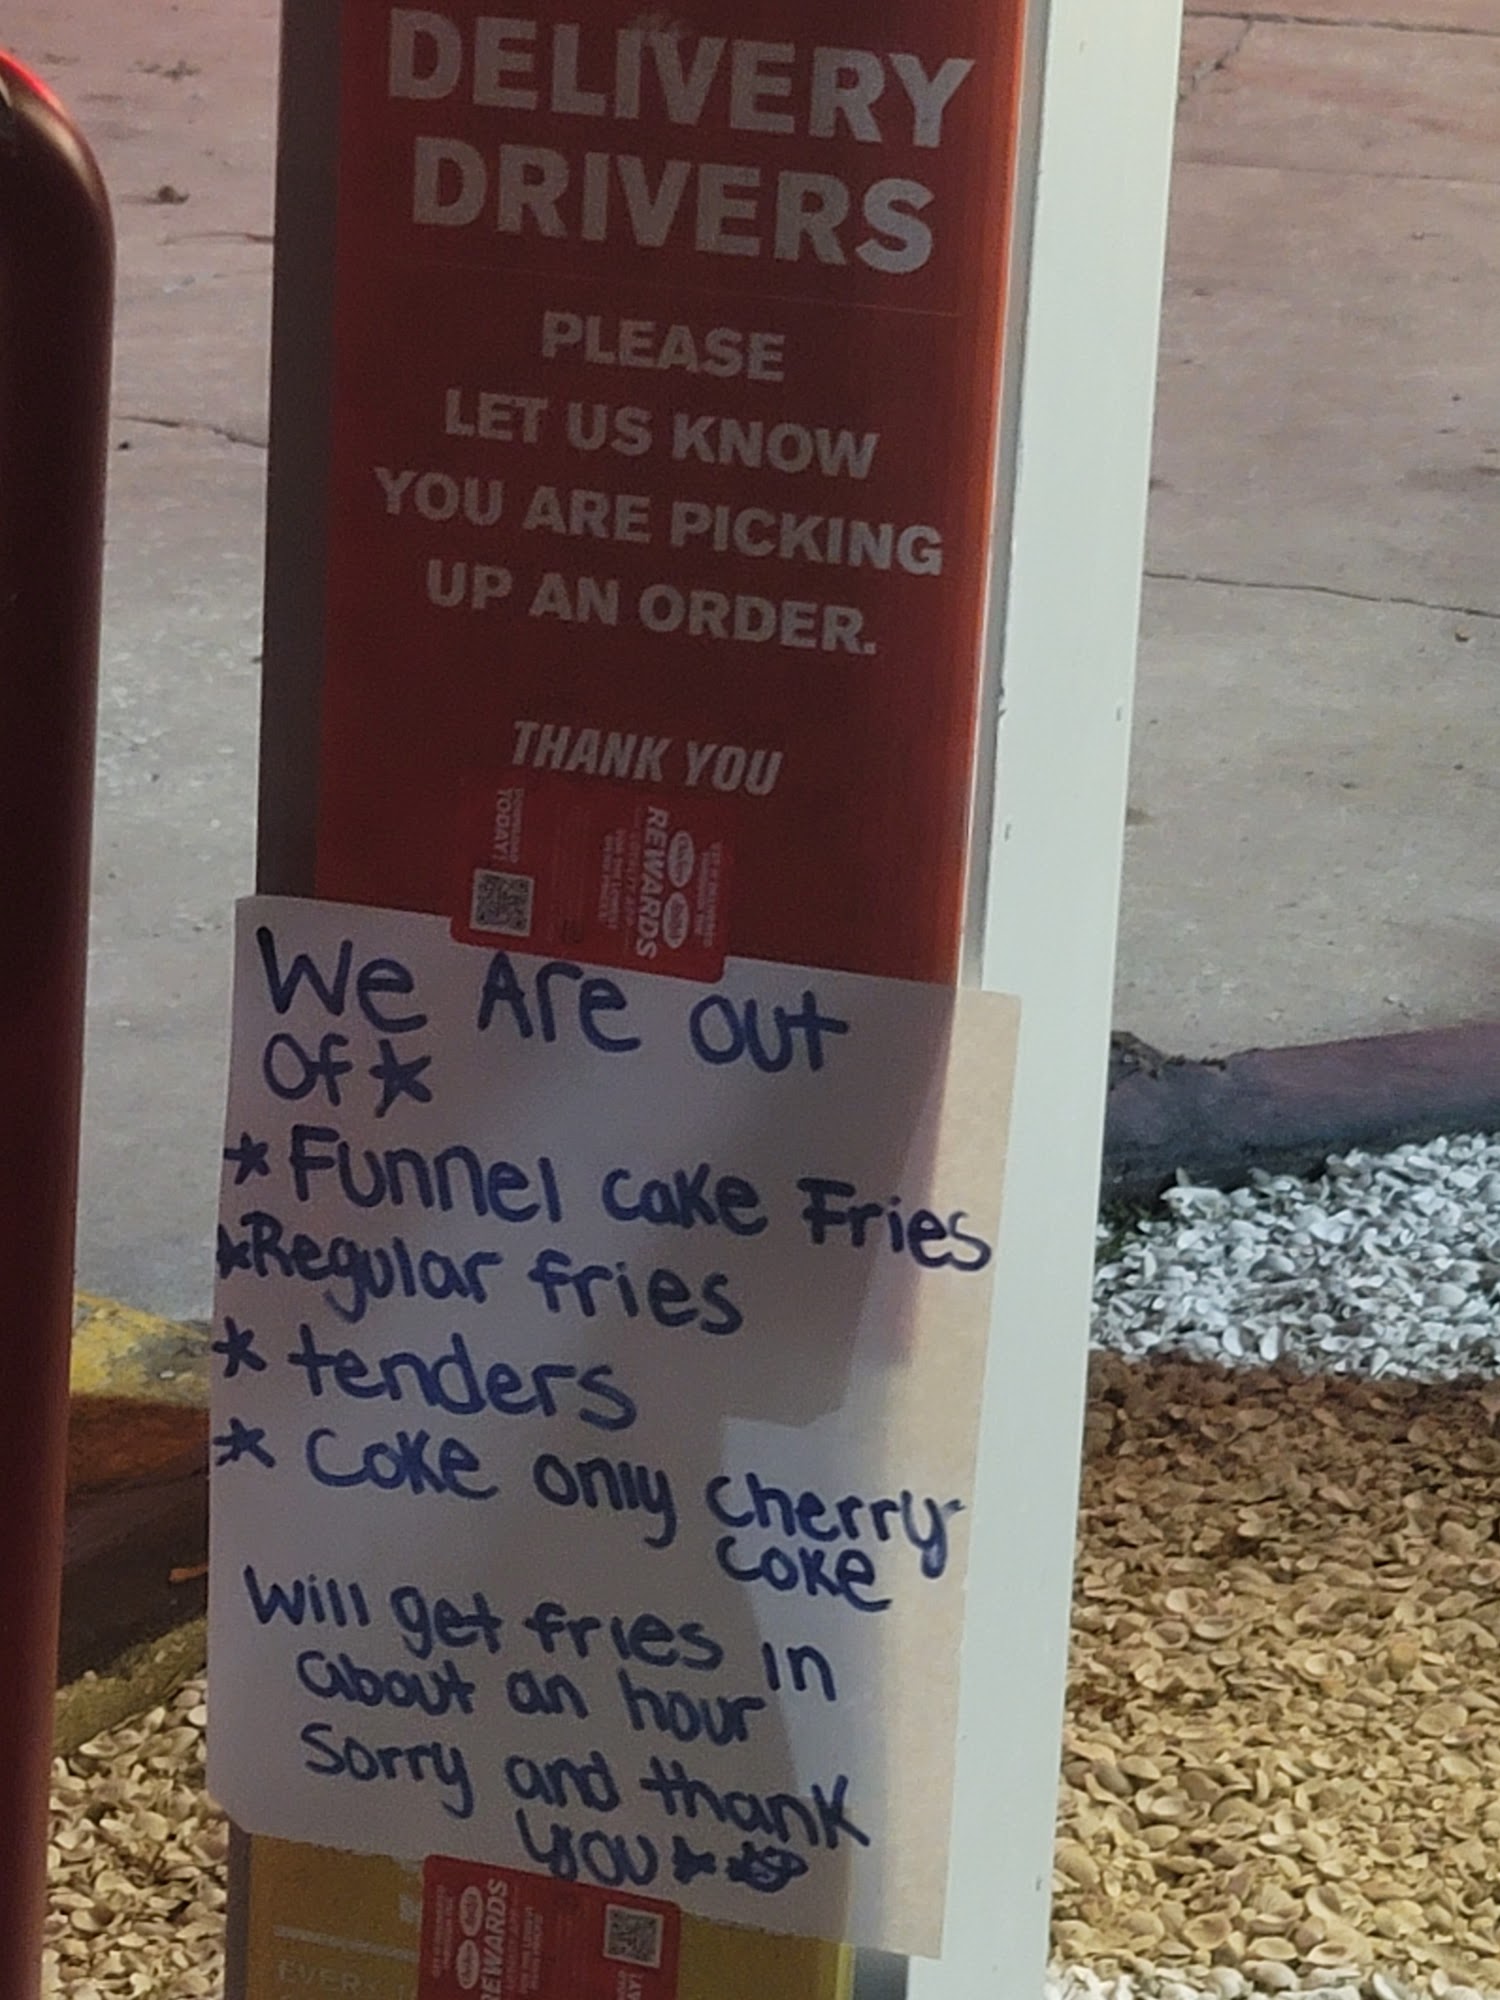 DELIVERY
DRIVERS
PLEASE
LET US KNOW
YOU ARE PICKING
UP AN ORDER.
THANK YOU
TODAY!
REWARDS
We Are out
Of
Funnel cake Fries
Regular fries
tenders
Coke only cherry
coke
Will get fries in
about an hour
Sorry and thank
you
REWARDS